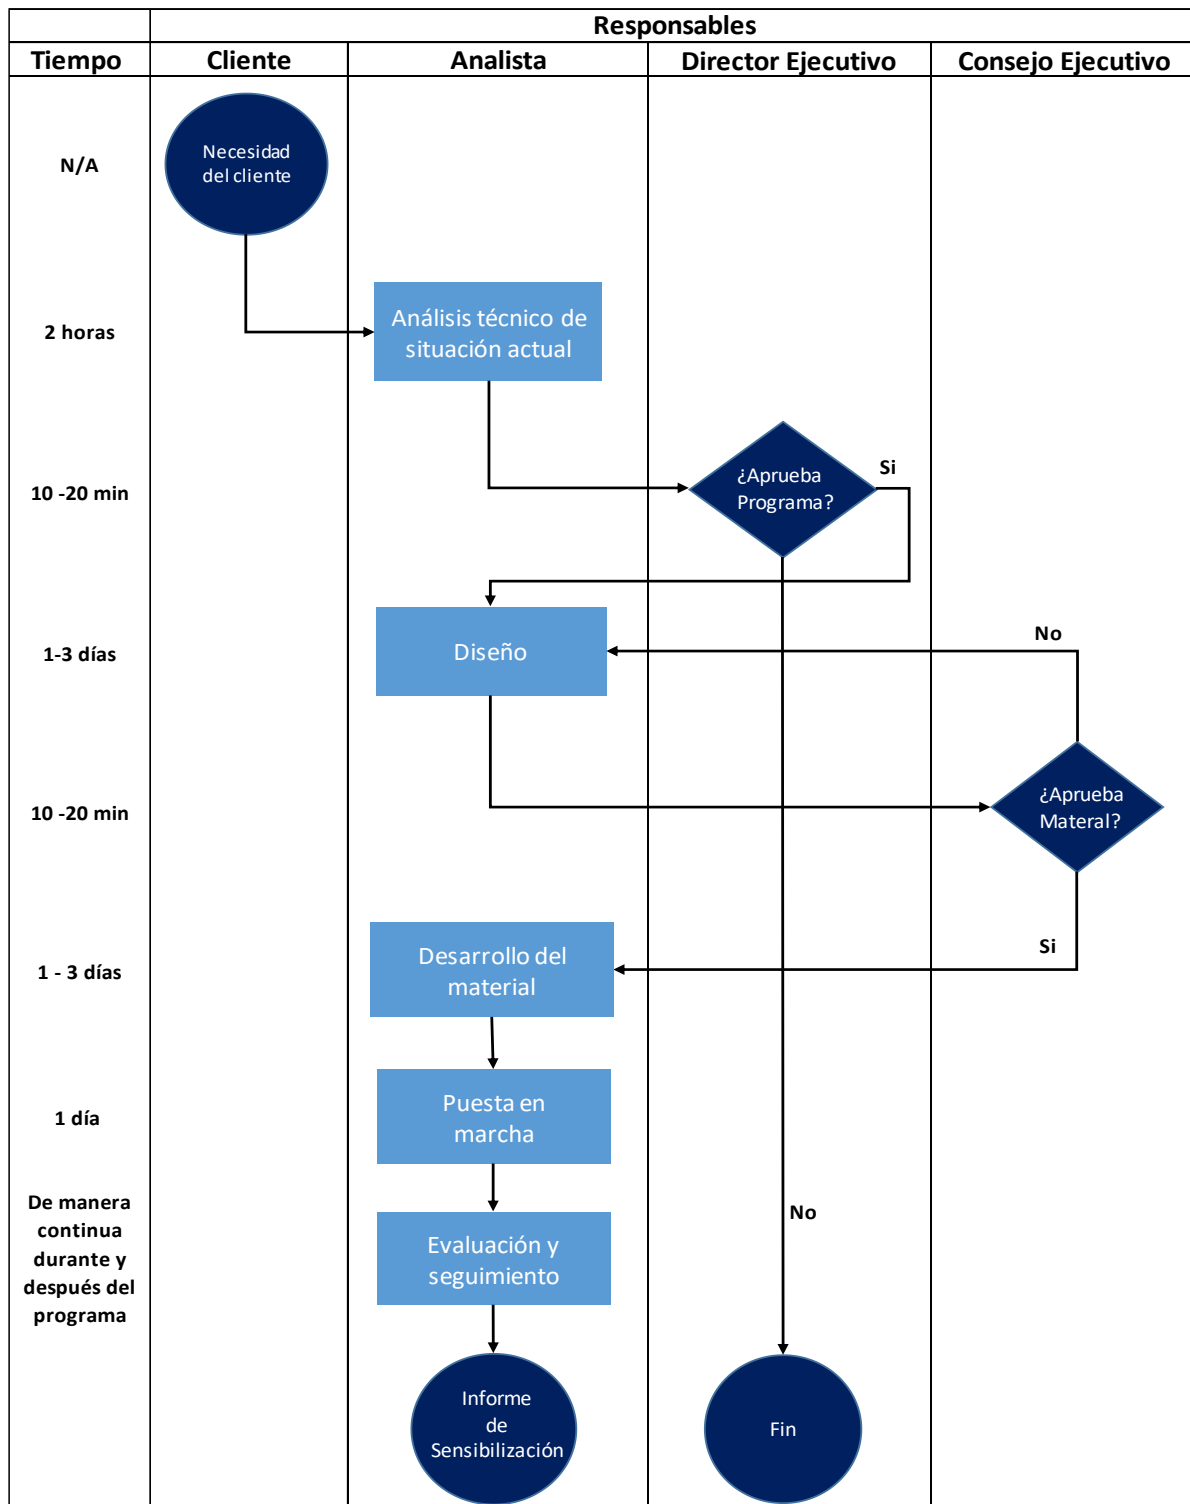 Responsables
Tiempo Cliente Analista Director Ejecutivo Consejo Ejecutivo
N/A
Necesidad
del cliente
2 horas
Análisis técnico de
situación actual
10 -20 min
¿Aprueba
Programa?
Si
1-3 días
Diseño
No
10 -20 min
¿Aprueba
Materal?
1 - 3 días
Desarrollo del
material
Si
1 día
Puesta en
marcha
De manera
continua
durante y
después del
programa
Evaluación y
seguimiento
No
Informe
de
Sensibilización
Fin